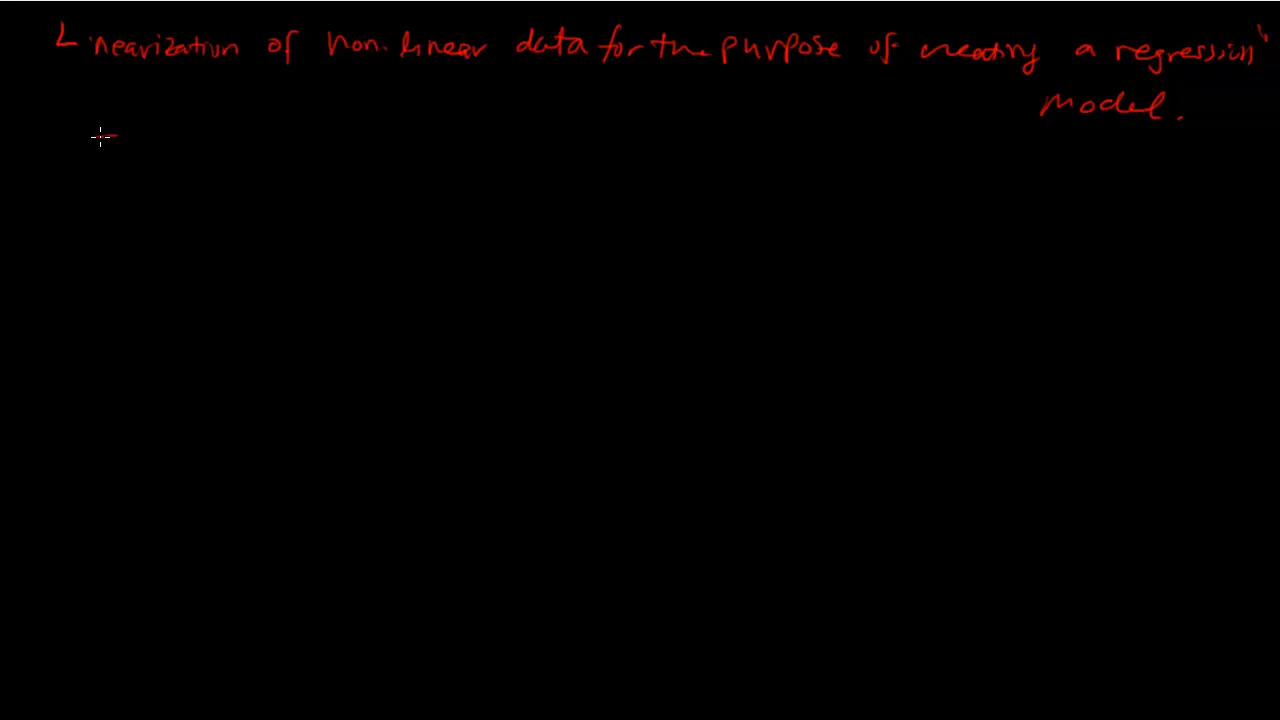 Linearization of non-linear data for the purpose of creating a regression
model.